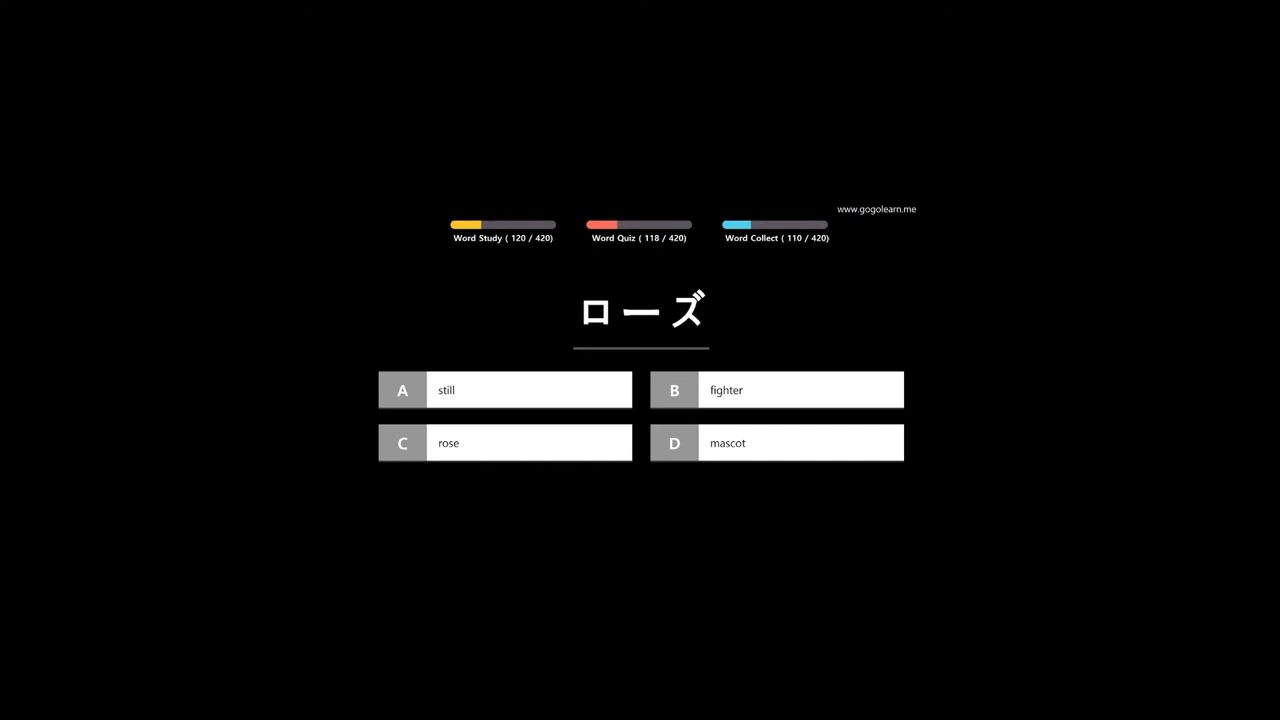 www.gogolearn.me
Word Study ( 120 / 420)
Word Quiz ( 118 / 420)
Word Collect ( 110 / 420)
ローズ
A still
B fighter
C rose
D mascot